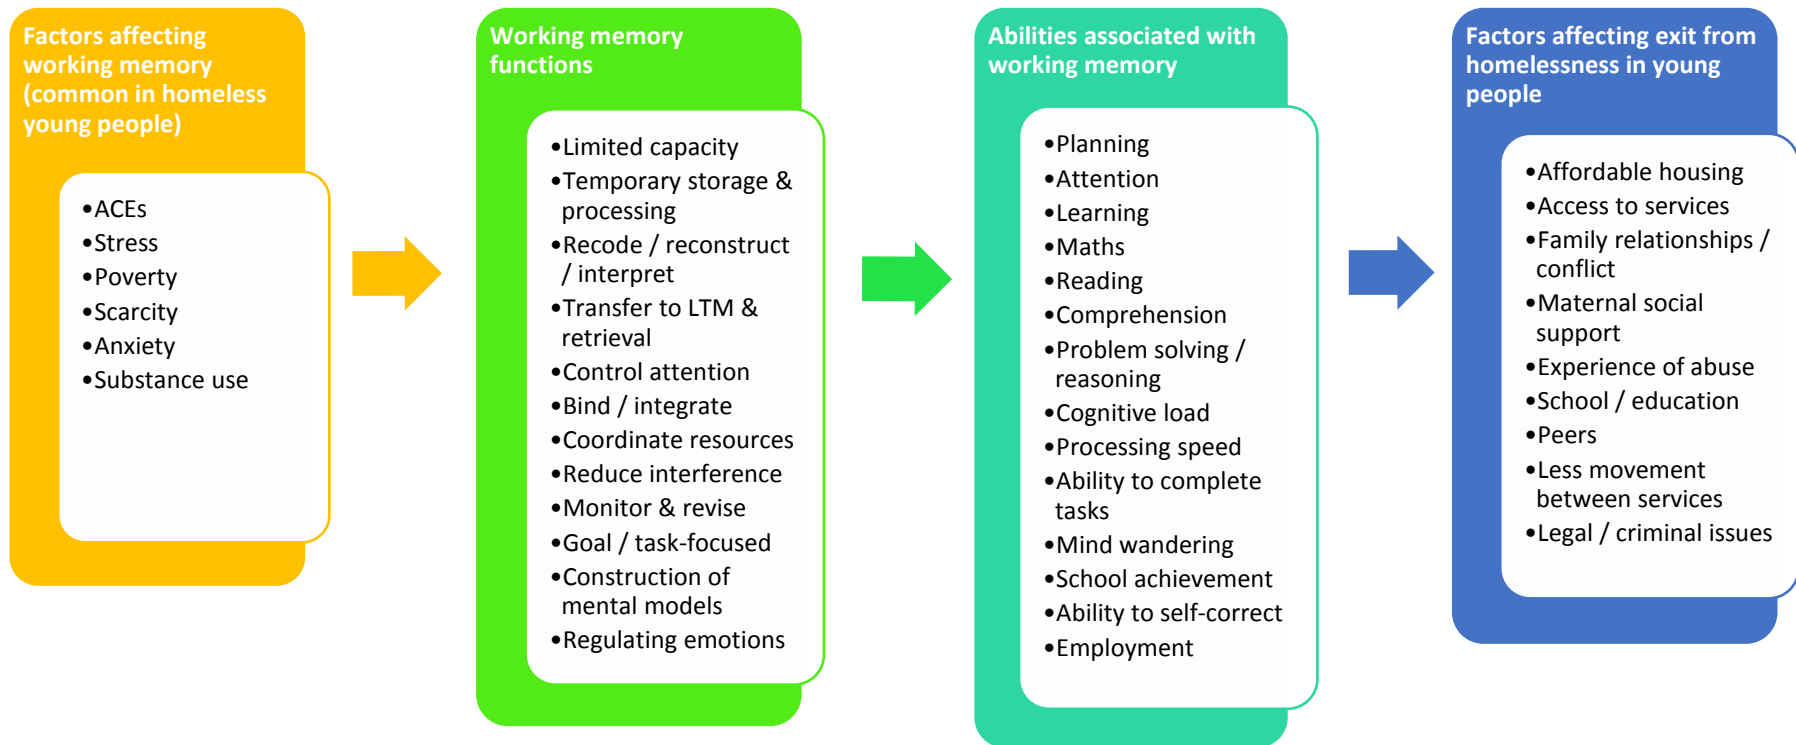 Factors affecting
working memory
(common in homeless
young people)
•ACEs
•Stress
•Poverty
•Scarcity
•Anxiety
•Substance use
Working memory
functions
•Limited capacity
•Temporary storage &
processing
•Recode / reconstruct
/ interpret
•Transfer to LTM &
retrieval
•Control attention
•Bind / integrate
•Coordinate resources
•Reduce interference
•Monitor & revise
•Goal / task-focused
•Construction of
mental models
•Regulating emotions
Abilities associated with
working memory
•Planning
•Attention
•Learning
•Maths
•Reading
•Comprehension
•Problem solving /
reasoning
•Cognitive load
•Processing speed
•Ability to complete
tasks
•Mind wandering
•School achievement
•Ability to self-correct
•Employment
Factors affecting exit from
homelessness in young
people
•Affordable housing
•Access to services
•Family relationships /
conflict
•Maternal social
support
•Experience of abuse
•School / education
•Peers
•Less movement
between services
•Legal / criminal issues